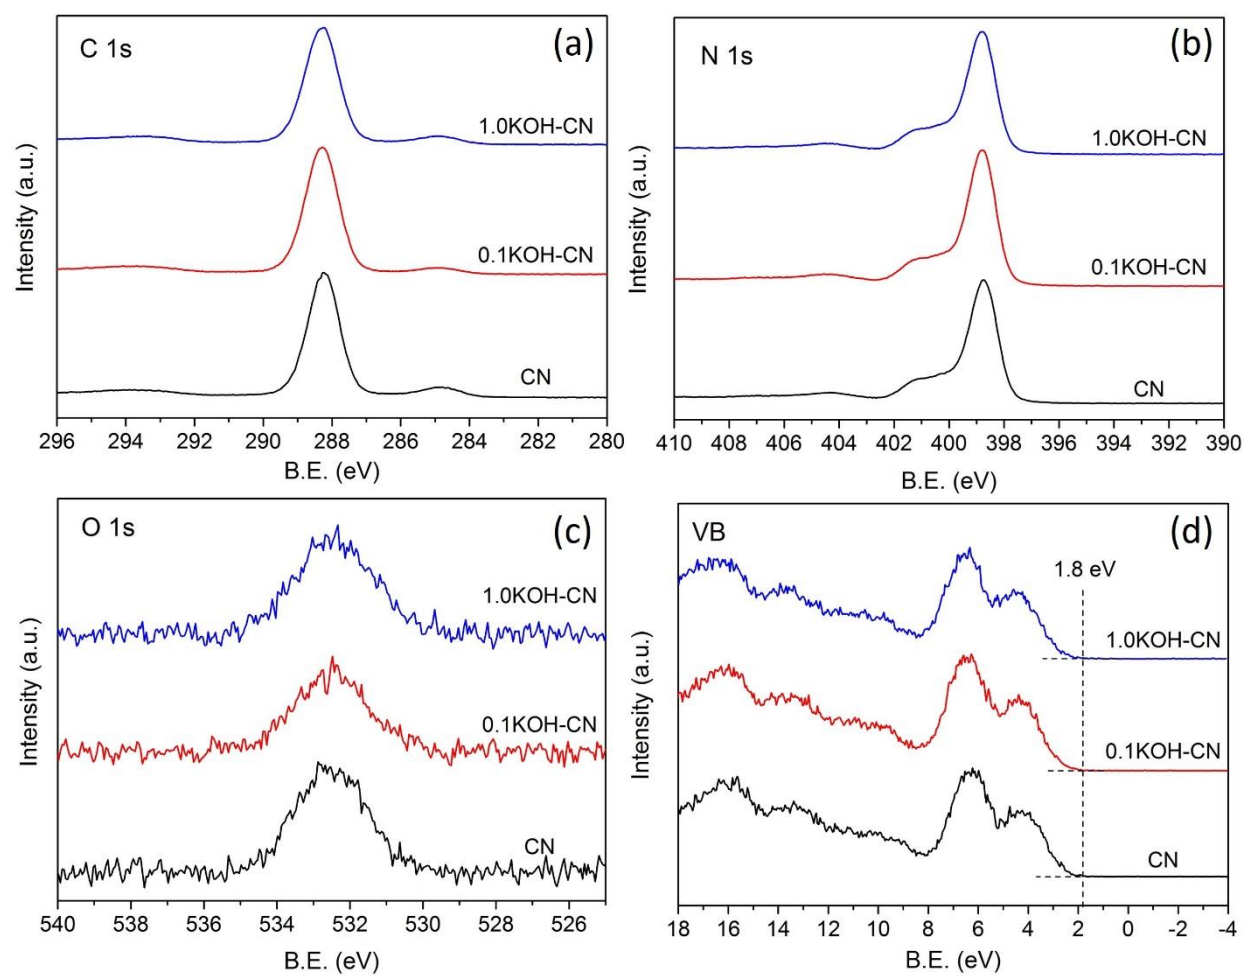 C 1s
(a)
1.0KOH-CN
0.1KOH-CN
CN
Intensity (a.u.)
296 294 292 290 288 286 284 282 280
B.E. (eV)
N 1s
(b)
1.0KOH-CN
0.1KOH-CN
CN
Intensity (a.u.)
410 408 406 404 402 400 398 396 394 392 390
B.E. (eV)
O 1s
(c)
1.0KOH-CN
0.1KOH-CN
CN
Intensity (a.u.)
540 538 536 534 532 530 528 526
B.E. (eV)
VB
(d)
1.8 eV
1.0KOH-CN
0.1KOH-CN
CN
Intensity (a.u.)
18 16 14 12 10 8 6 4 2 0 -2 -4
B.E. (eV)